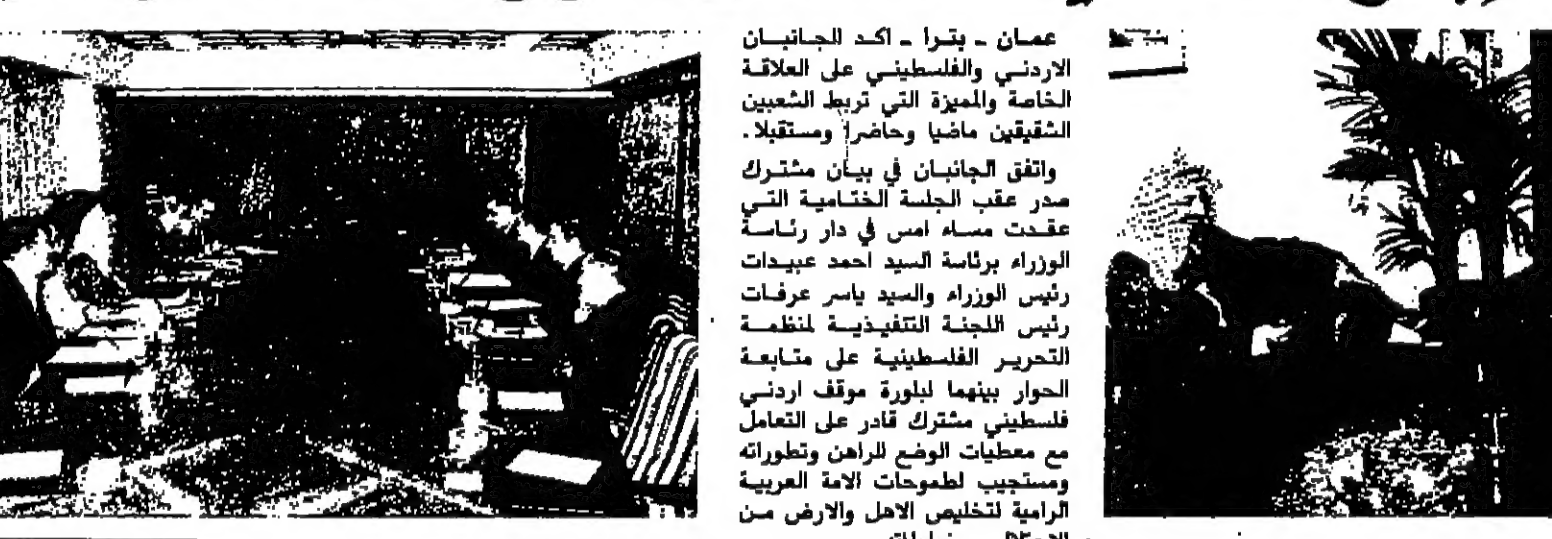 عمان ـ بترا ـ اكد الجانبان
الاردني والفلسطيني على العلاقة
الخاصة والمميزة التي تربط الشعبين
الشقيقين ماضيا وحاضرا ومستقبلا.
واتفق الجانبان في بيان مشترك
صدر عقب الجلسة الختامية التي
عقدت مساء امس في دار رئاسة
الوزراء برئاسة السيد احمد عبيدات
رئيس الوزراء والسيد ياسر عرفات
رئيس اللجنة التنفيذية لمنظمة
التحرير الفلسطينية على متابعة
الحوار بينهما لبلورة موقف اردني
فلسطيني مشترك قادر على التعامل
مع معطيات الوضع الراهن وتطوراته
ومستجيب لطموحات الامة العربية
الرامية لتخليص الاهل والارض من